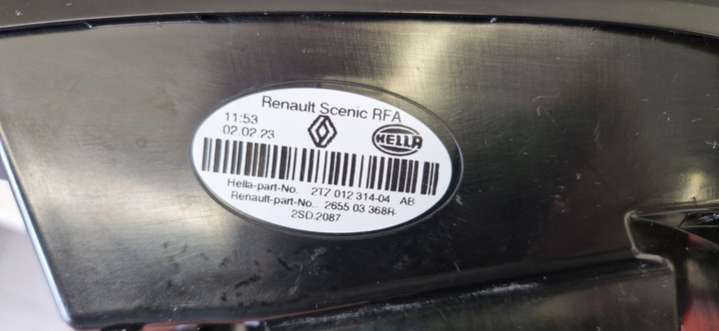 Renault Scenic RFA
11:53
02.02.23
HELLA
Hella-part-No. 2TZ 012 314-04 AB
Renault-part-No. 2655 03 368R
2SD.2087